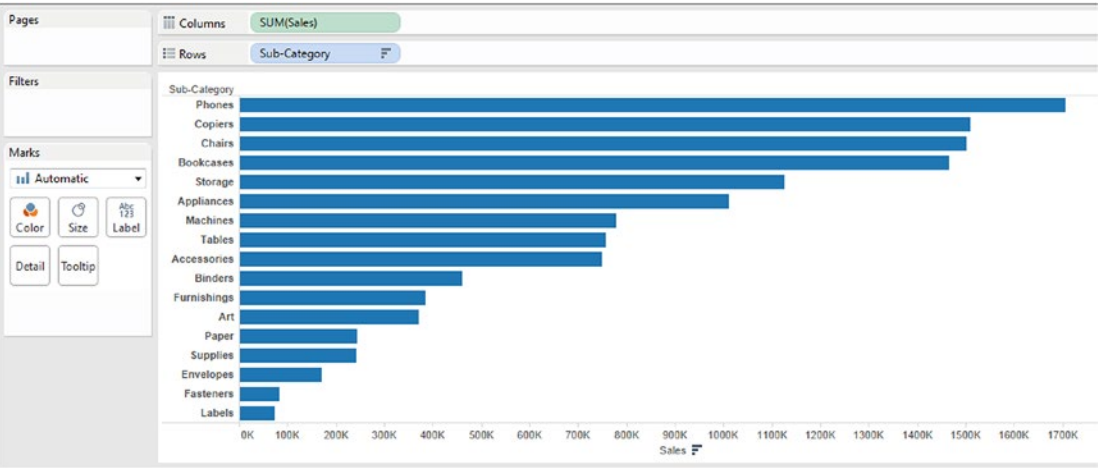 Pages
Columns
SUM(Sales)
Rows
Sub-Category
Filters
Marks
Automatic
Color
Size
Abc
123
Label
Detail
Tooltip
Sub-Category
Phones
Copiers
Chairs
Bookcases
Storage
Appliances
Machines
Tables
Accessories
Binders
Furnishings
Art
Paper
Supplies
Envelopes
Fasteners
Labels
0K 100K 200K 300K 400K 500K 600K 700K 800K 900K 1000K 1100K 1200K 1300K 1400K 1500K 1600K 1700K
Sales